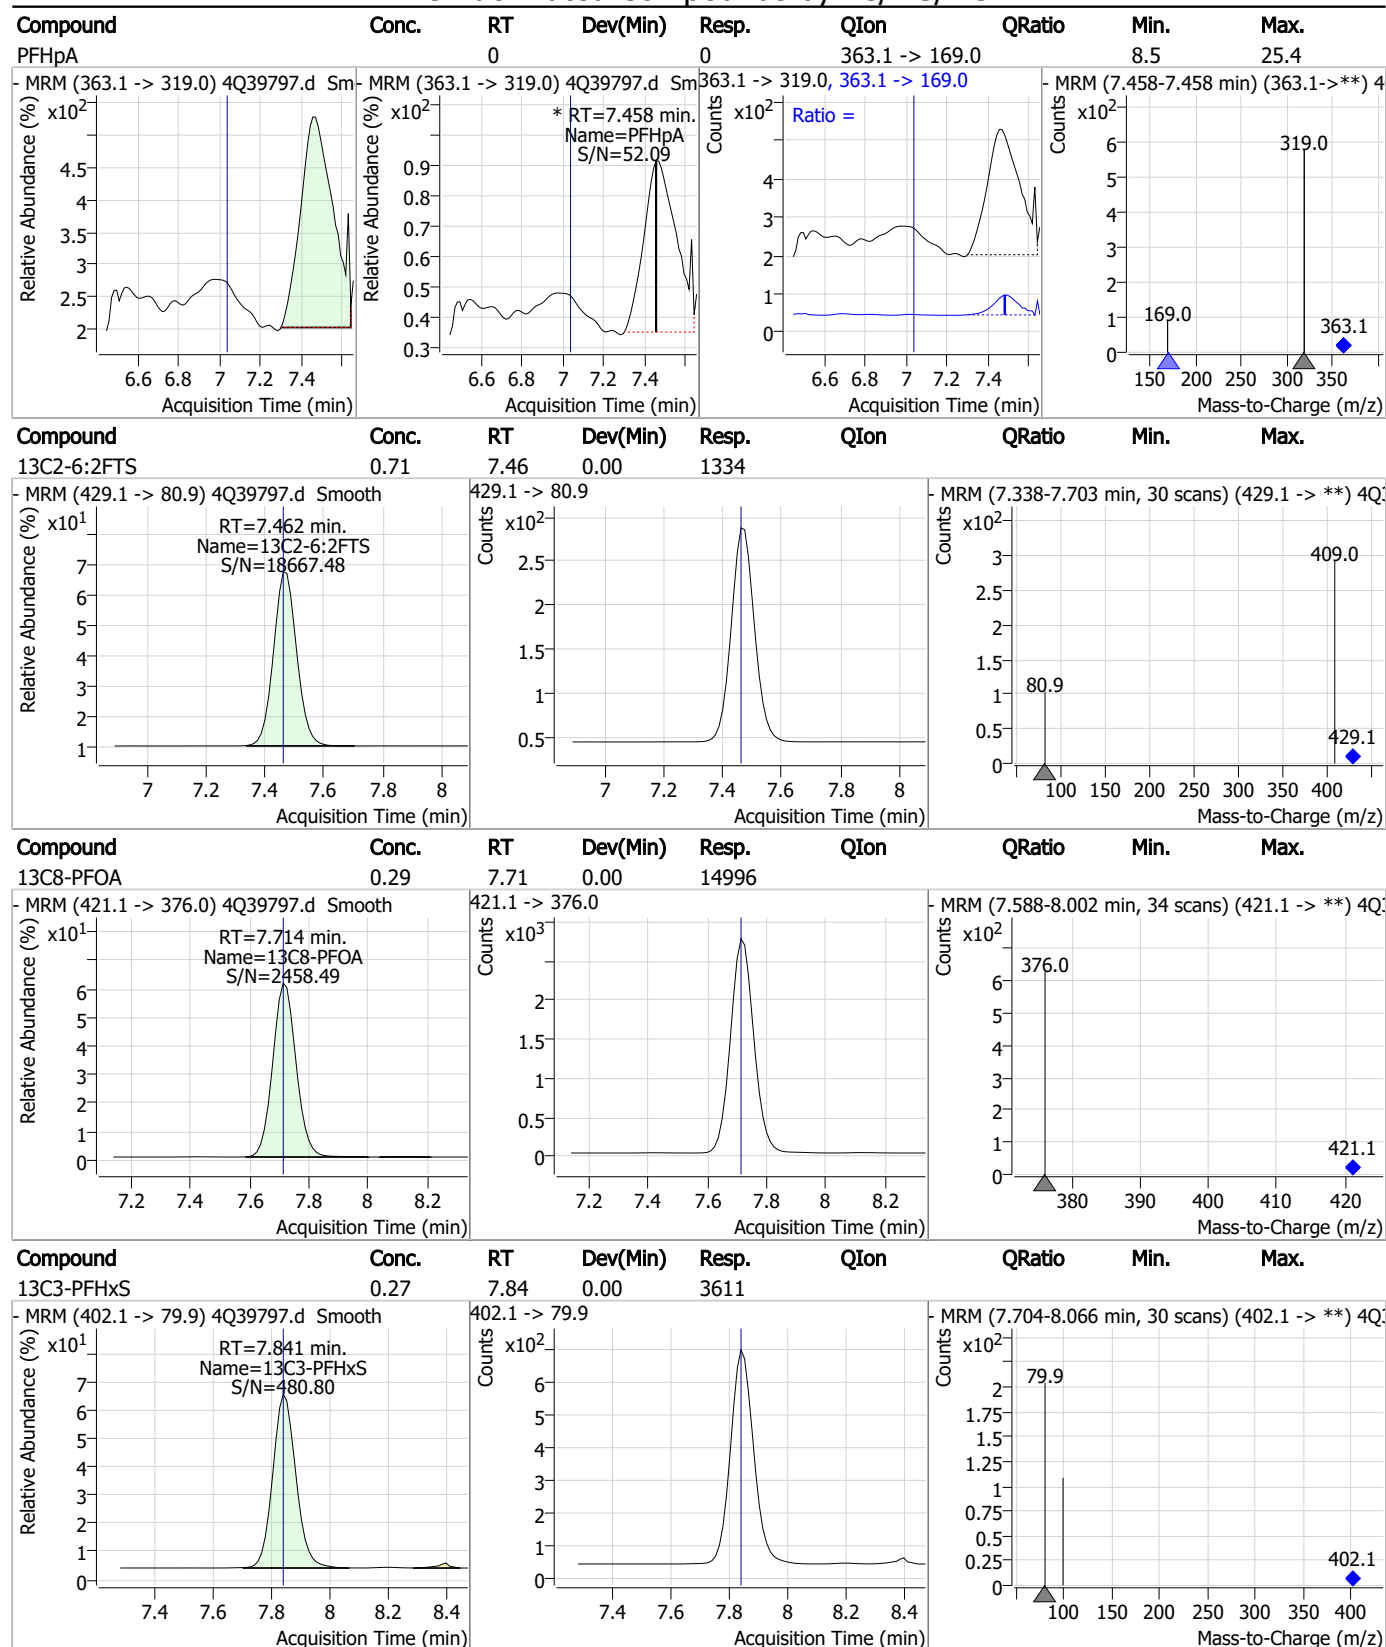 Compound Conc. RT Dev(Min) Resp. QIon QRatio Min. Max.
PFHpA 0 0 363.1 -> 169.0 8.5 25.4
- MRM (363.1 -> 319.0) 4Q39797.d Sm
x10²
Relative Abundance (%)
4.5
4
3.5
3
2.5
2
6.6 6.8 7 7.2 7.4
Acquisition Time (min)
- MRM (363.1 -> 319.0) 4Q39797.d Sm
x10²
* RT=7.458 min.
Name=PFHpA
S/N=52.09
Relative Abundance (%)
0.9
0.8
0.7
0.6
0.5
0.4
0.3
6.6 6.8 7 7.2 7.4
Acquisition Time (min)
363.1 -> 319.0, 363.1 -> 169.0
x10²
Ratio =
Counts
4
3
2
1
0
6.6 6.8 7 7.2 7.4
Acquisition Time (min)
- MRM (7.458-7.458 min) (363.1->**) 4
x10²
Counts
6
5
4
3
2
1
0
319.0
169.0
363.1
150 200 250 300 350
Mass-to-Charge (m/z)
Compound Conc. RT Dev(Min) Resp. QIon QRatio Min. Max.
13C2-6:2FTS 0.71 7.46 0.00 1334
- MRM (429.1 -> 80.9) 4Q39797.d Smooth
x10¹
RT=7.462 min.
Name=13C2-6:2FTS
S/N=18667.48
Relative Abundance (%)
7
6
5
4
3
2
1
7 7.2 7.4 7.6 7.8 8
Acquisition Time (min)
429.1 -> 80.9
x10²
Counts
2.5
2
1.5
1
0.5
7 7.2 7.4 7.6 7.8 8
Acquisition Time (min)
- MRM (7.338-7.703 min, 30 scans) (429.1 -> **) 4Q
x10²
Counts
3
2.5
2
1.5
1
0.5
0
409.0
80.9
429.1
100 150 200 250 300 350 400
Mass-to-Charge (m/z)
Compound Conc. RT Dev(Min) Resp. QIon QRatio Min. Max.
13C8-PFOA 0.29 7.71 0.00 14996
- MRM (421.1 -> 376.0) 4Q39797.d Smooth
x10¹
RT=7.714 min.
Name=13C8-PFOA
S/N=2458.49
Relative Abundance (%)
6
5
4
3
2
1
0
7.2 7.4 7.6 7.8 8 8.2
Acquisition Time (min)
421.1 -> 376.0
x10³
Counts
2
1.5
1
0.5
0
7.2 7.4 7.6 7.8 8 8.2
Acquisition Time (min)
- MRM (7.588-8.002 min, 34 scans) (421.1 -> **) 4Q
x10²
Counts
6
5
4
3
2
1
0
376.0
421.1
380 390 400 410 420
Mass-to-Charge (m/z)
Compound Conc. RT Dev(Min) Resp. QIon QRatio Min. Max.
13C3-PFHxS 0.27 7.84 0.00 3611
- MRM (402.1 -> 79.9) 4Q39797.d Smooth
x10¹
RT=7.841 min.
Name=13C3-PFHxS
S/N=480.80
Relative Abundance (%)
7
6
5
4
3
2
1
0
7.4 7.6 7.8 8 8.2 8.4
Acquisition Time (min)
402.1 -> 79.9
x10²
Counts
6
5
4
3
2
1
0
7.4 7.6 7.8 8 8.2 8.4
Acquisition Time (min)
- MRM (7.704-8.066 min, 30 scans) (402.1 -> **) 4Q
x10²
Counts
2
1.75
1.5
1.25
1
0.75
0.5
0.25
0
79.9
402.1
100 150 200 250 300 350 400
Mass-to-Charge (m/z)